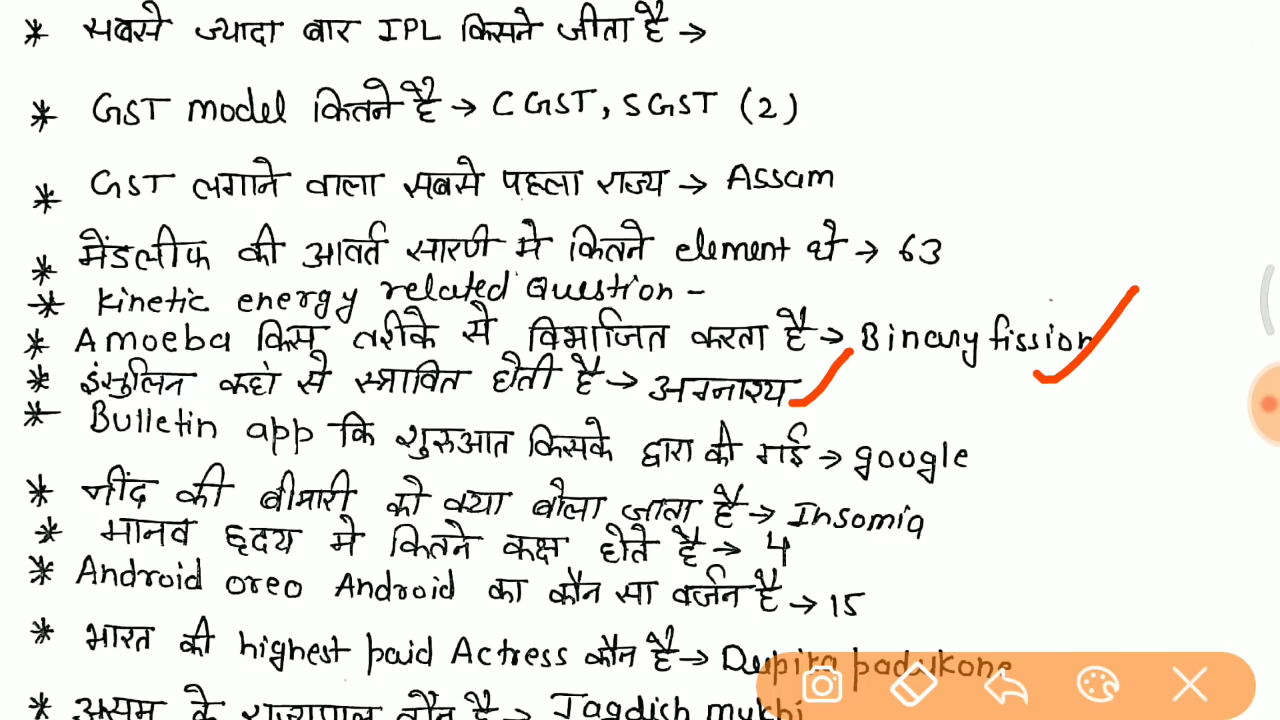 * सबसे ज्यादा बार IPL किसने जीता है →
* GST model कितने है → CGST, SGST (2)
* GST लगाने वाला सबसे पहला राज्य → Assam
* मेंडलीफ की आवर्त सारणी मे कितने element थे → 63
* Kinetic energy related Question -
* Amoeba किस तरीके से विभाजित करता है → Binary fission
* इंसुलिन कहां से स्त्रावित होती है → अग्नाश्य
* Bulletin app कि शुरुआत किसके द्वारा की गई → google
* नींद की बीमारी को क्या बोला जाता है → Insomia
* मानव हृदय मे कितने कक्ष होते है → 4
* Android oreo Android का कौन सा वर्जन है → 15
* भारत की highest paid Actress कौन है → Deepika padukone
* असम के राज्यपाल कौन है → Jagdish mukhi